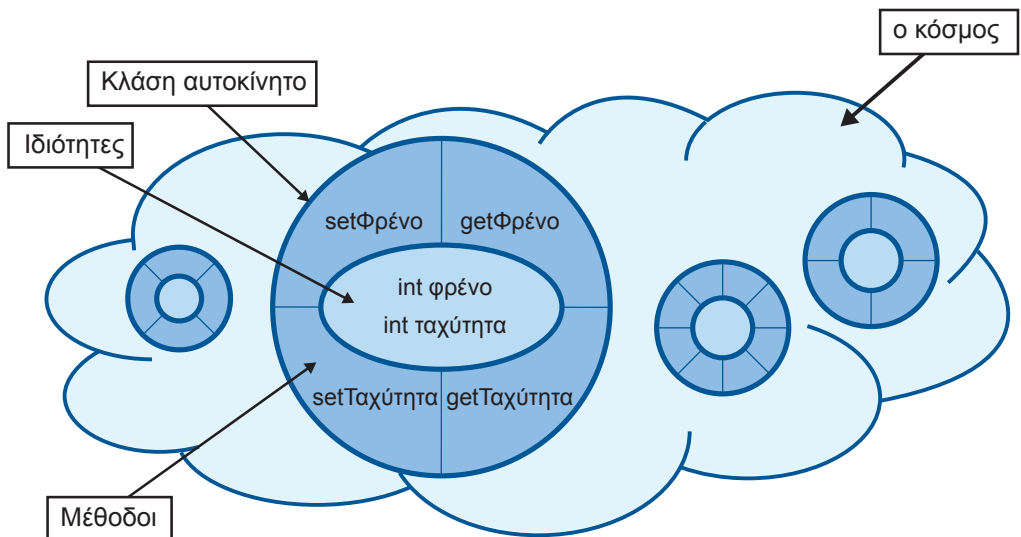 ο κόσμος
Κλάση αυτοκίνητο
Ιδιότητες
setΦρένο
getΦρένο
int φρένο
int ταχύτητα
setΤαχύτητα
getΤαχύτητα
Μέθοδοι